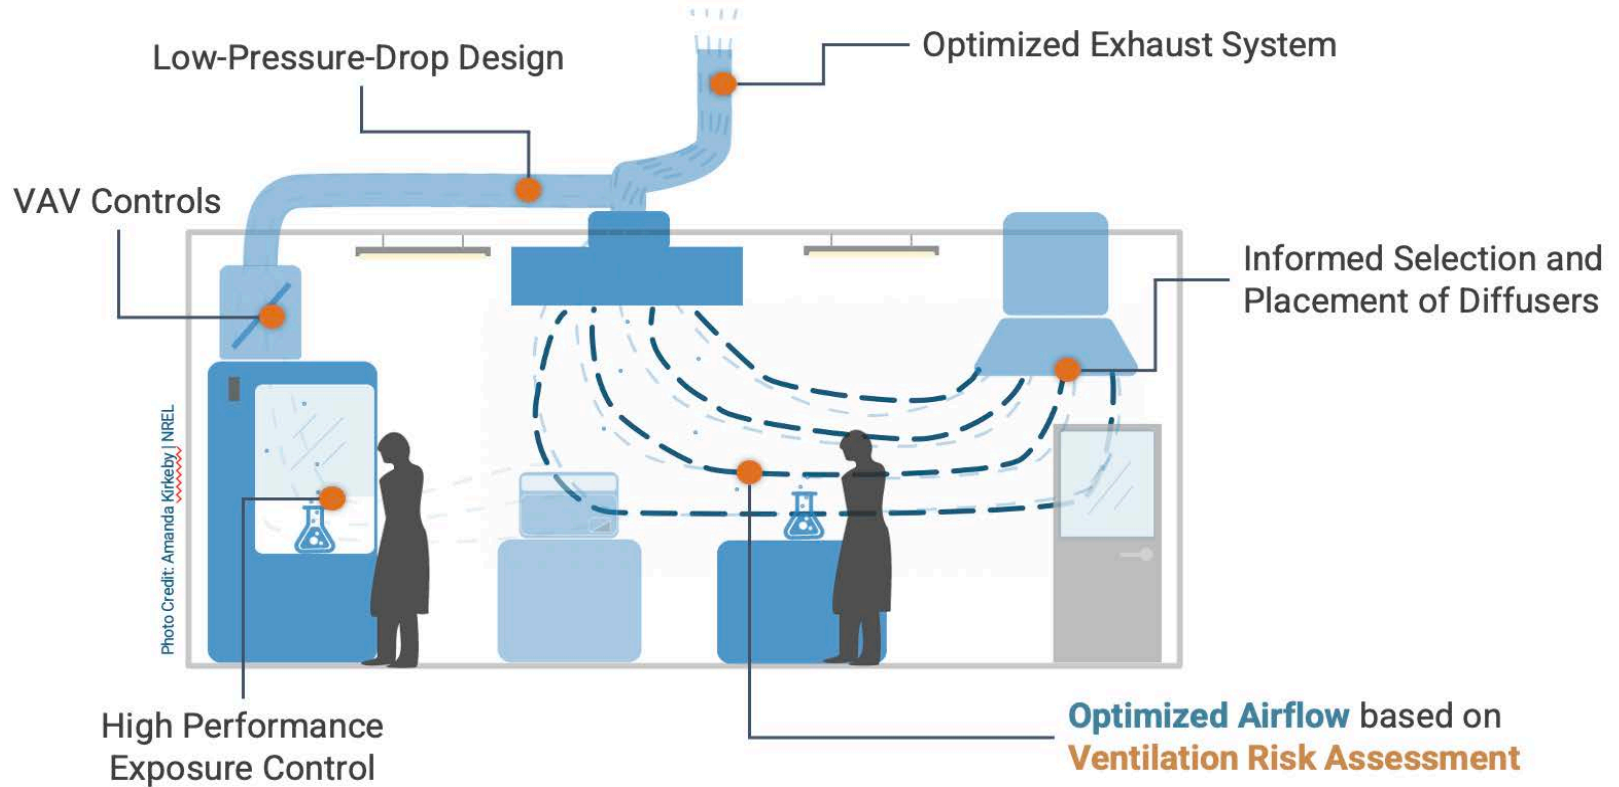 Low-Pressure-Drop Design
Optimized Exhaust System
VAV Controls
Informed Selection and
Placement of Diffusers
Photo Credit: Amanda Kirkeby | NREL
High Performance
Exposure Control
Optimized Airflow based on
Ventilation Risk Assessment